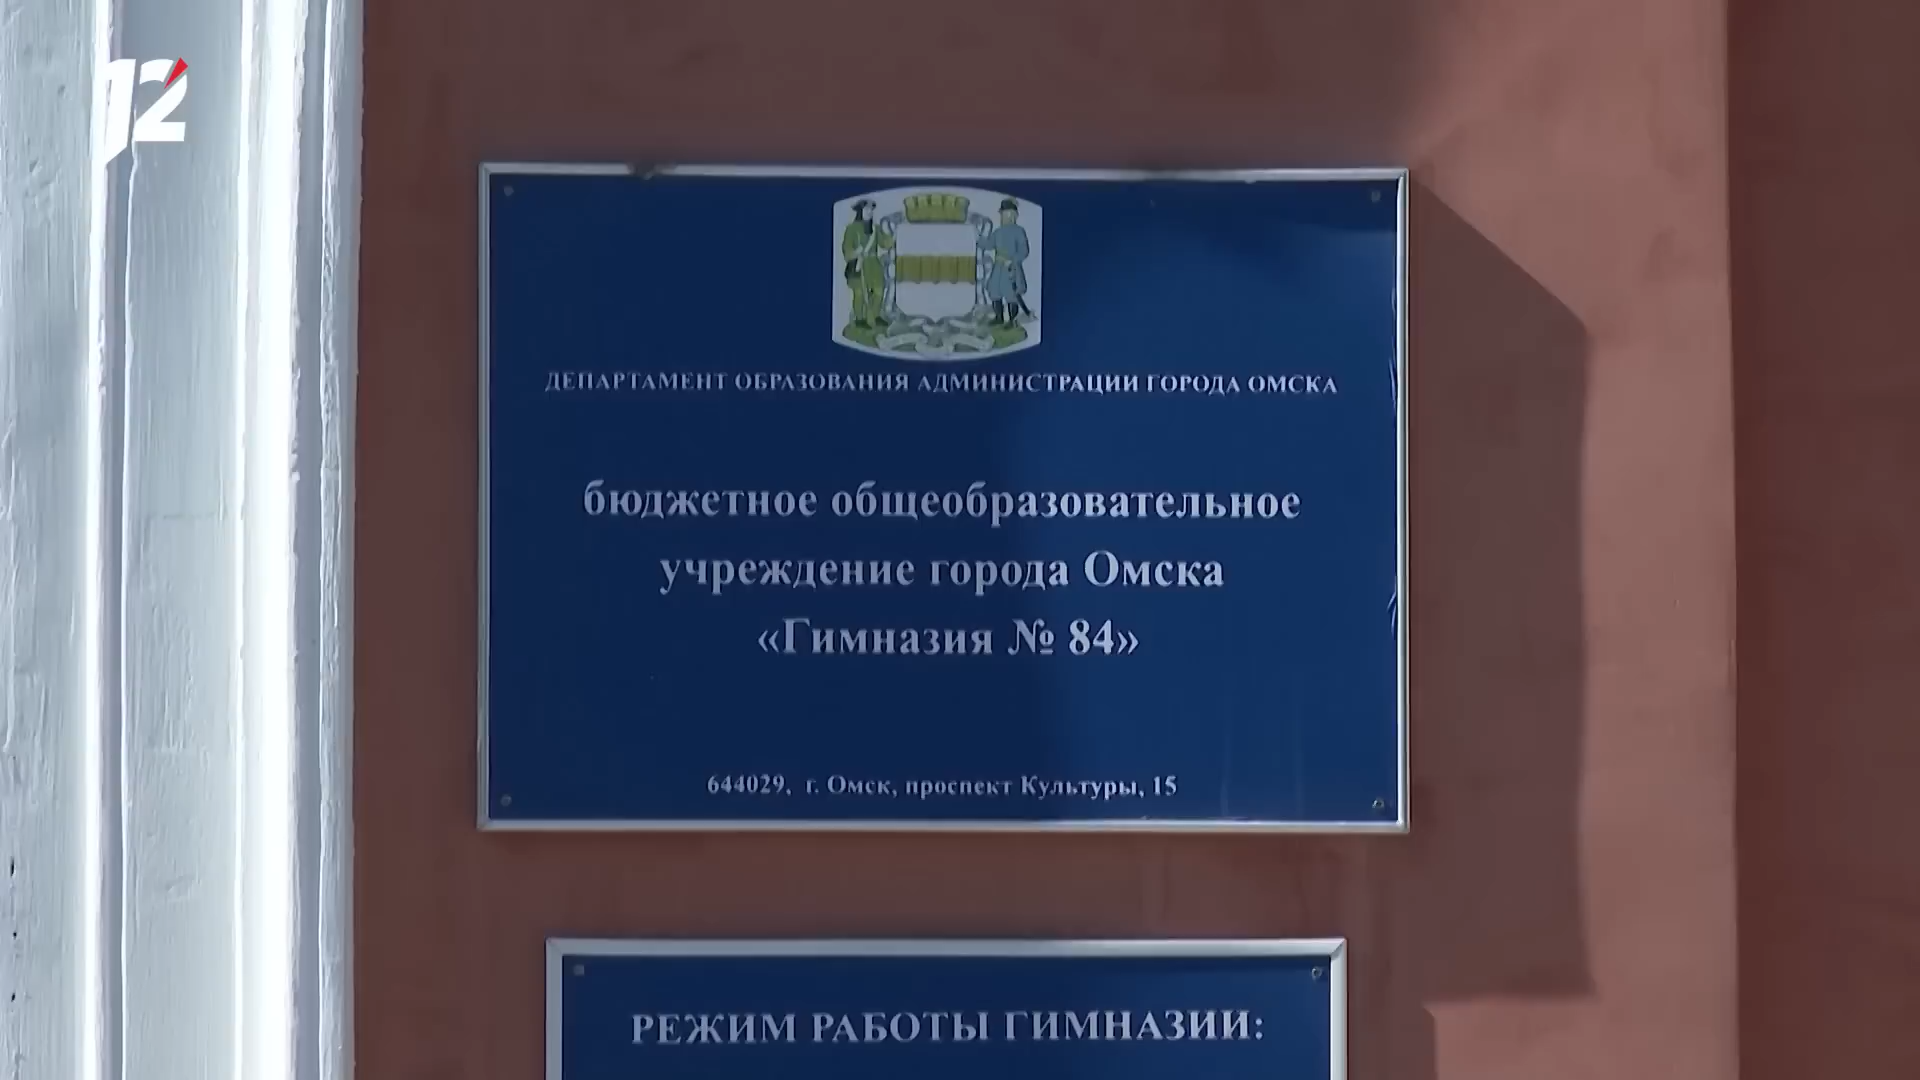 12
ДЕПАРТАМЕНТ ОБРАЗОВАНИЯ АДМИНИСТРАЦИИ ГОРОДА ОМСКА
бюджетное общеобразовательное
учреждение города Омска
«Гимназия № 84»
644029, г. Омск, проспект Культуры, 15
РЕЖИМ РАБОТЫ ГИМНАЗИИ: